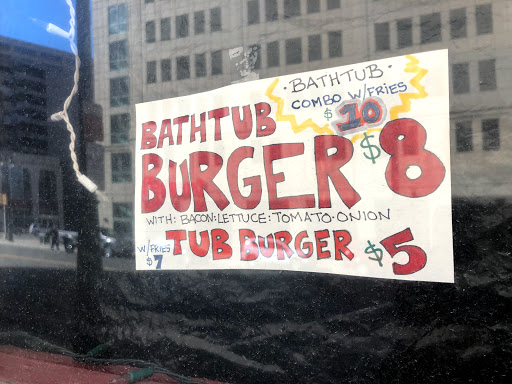 BATHTUB
COMBO W/FRIES
$10
BATHTUB
BURGER $8
WITH: BACON: LETTUCE: TOMATO: ONION
W/FRIES $7
TUB BURGER $5